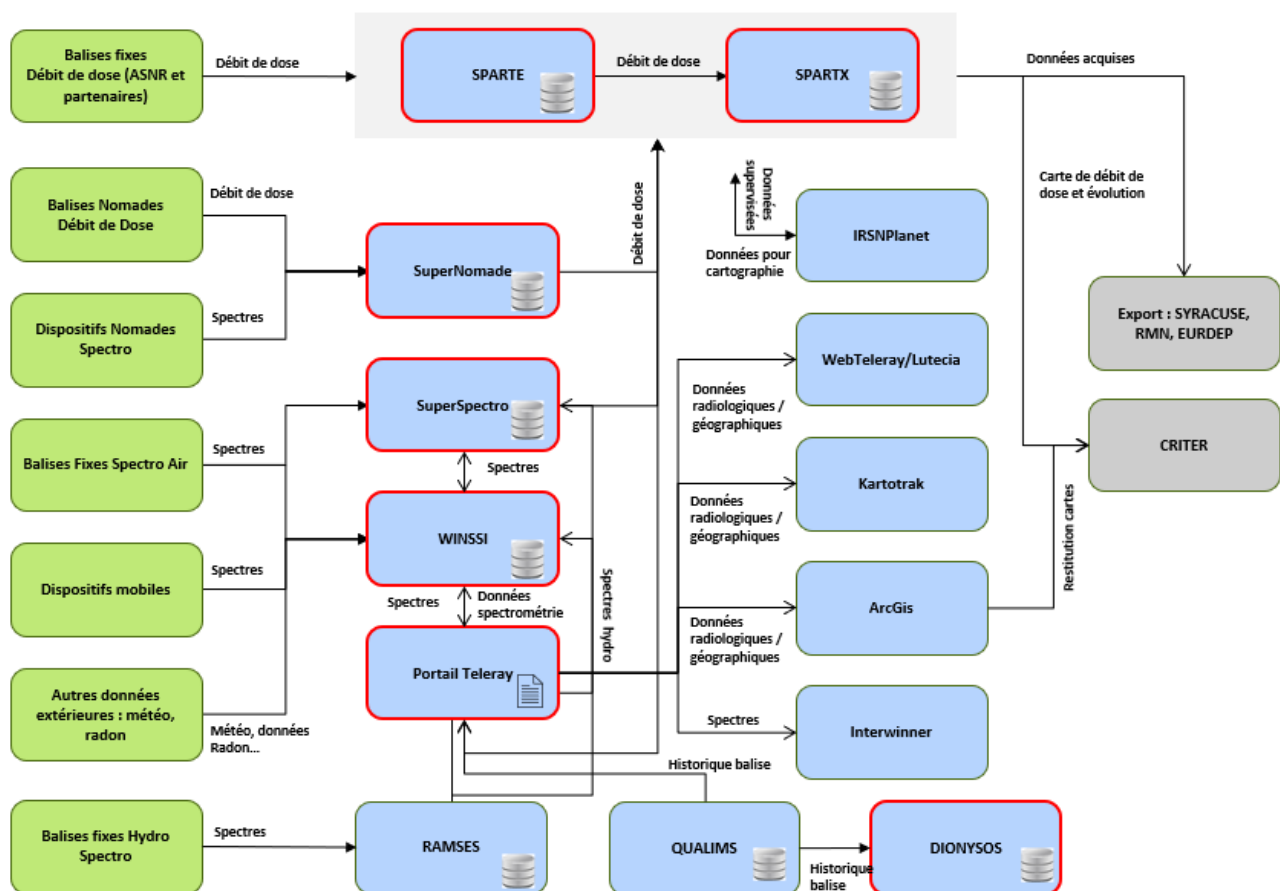 Balises fixes
Débit de dose (ASNR et
partenaires)
Débit de dose
SPARTE
Débit de dose
SPARTX
Données acquises
Balises Nomades
Débit de Dose
Débit de dose
Dispositifs Nomades
Spectro
Spectres
SuperNomade
Débit de dose
Données
supervisées
Données pour
cartographie
IRSNPlanet
Carte de débit de
dose et évolution
Export : SYRACUSE,
RMN, EURDEP
Balises Fixes Spectro Air
Spectres
SuperSpectro
Spectres
WebTeleray/Lutecia
Données
radiologiques /
géographiques
CRITER
Dispositifs mobiles
Spectres
WINSSI
Spectres
Données
spectrométrie
Spectres hydro
Kartotrak
Données
radiologiques /
géographiques
Restitution cartes
ArcGis
Données
radiologiques /
géographiques
Autres données
extérieures : météo,
radon
Météo, données
Radon...
Portail Teleray
Spectres
Interwinner
Historique balise
Balises fixes Hydro
Spectro
Spectres
RAMSES
QUALIMS
Historique
balise
DIONYSOS